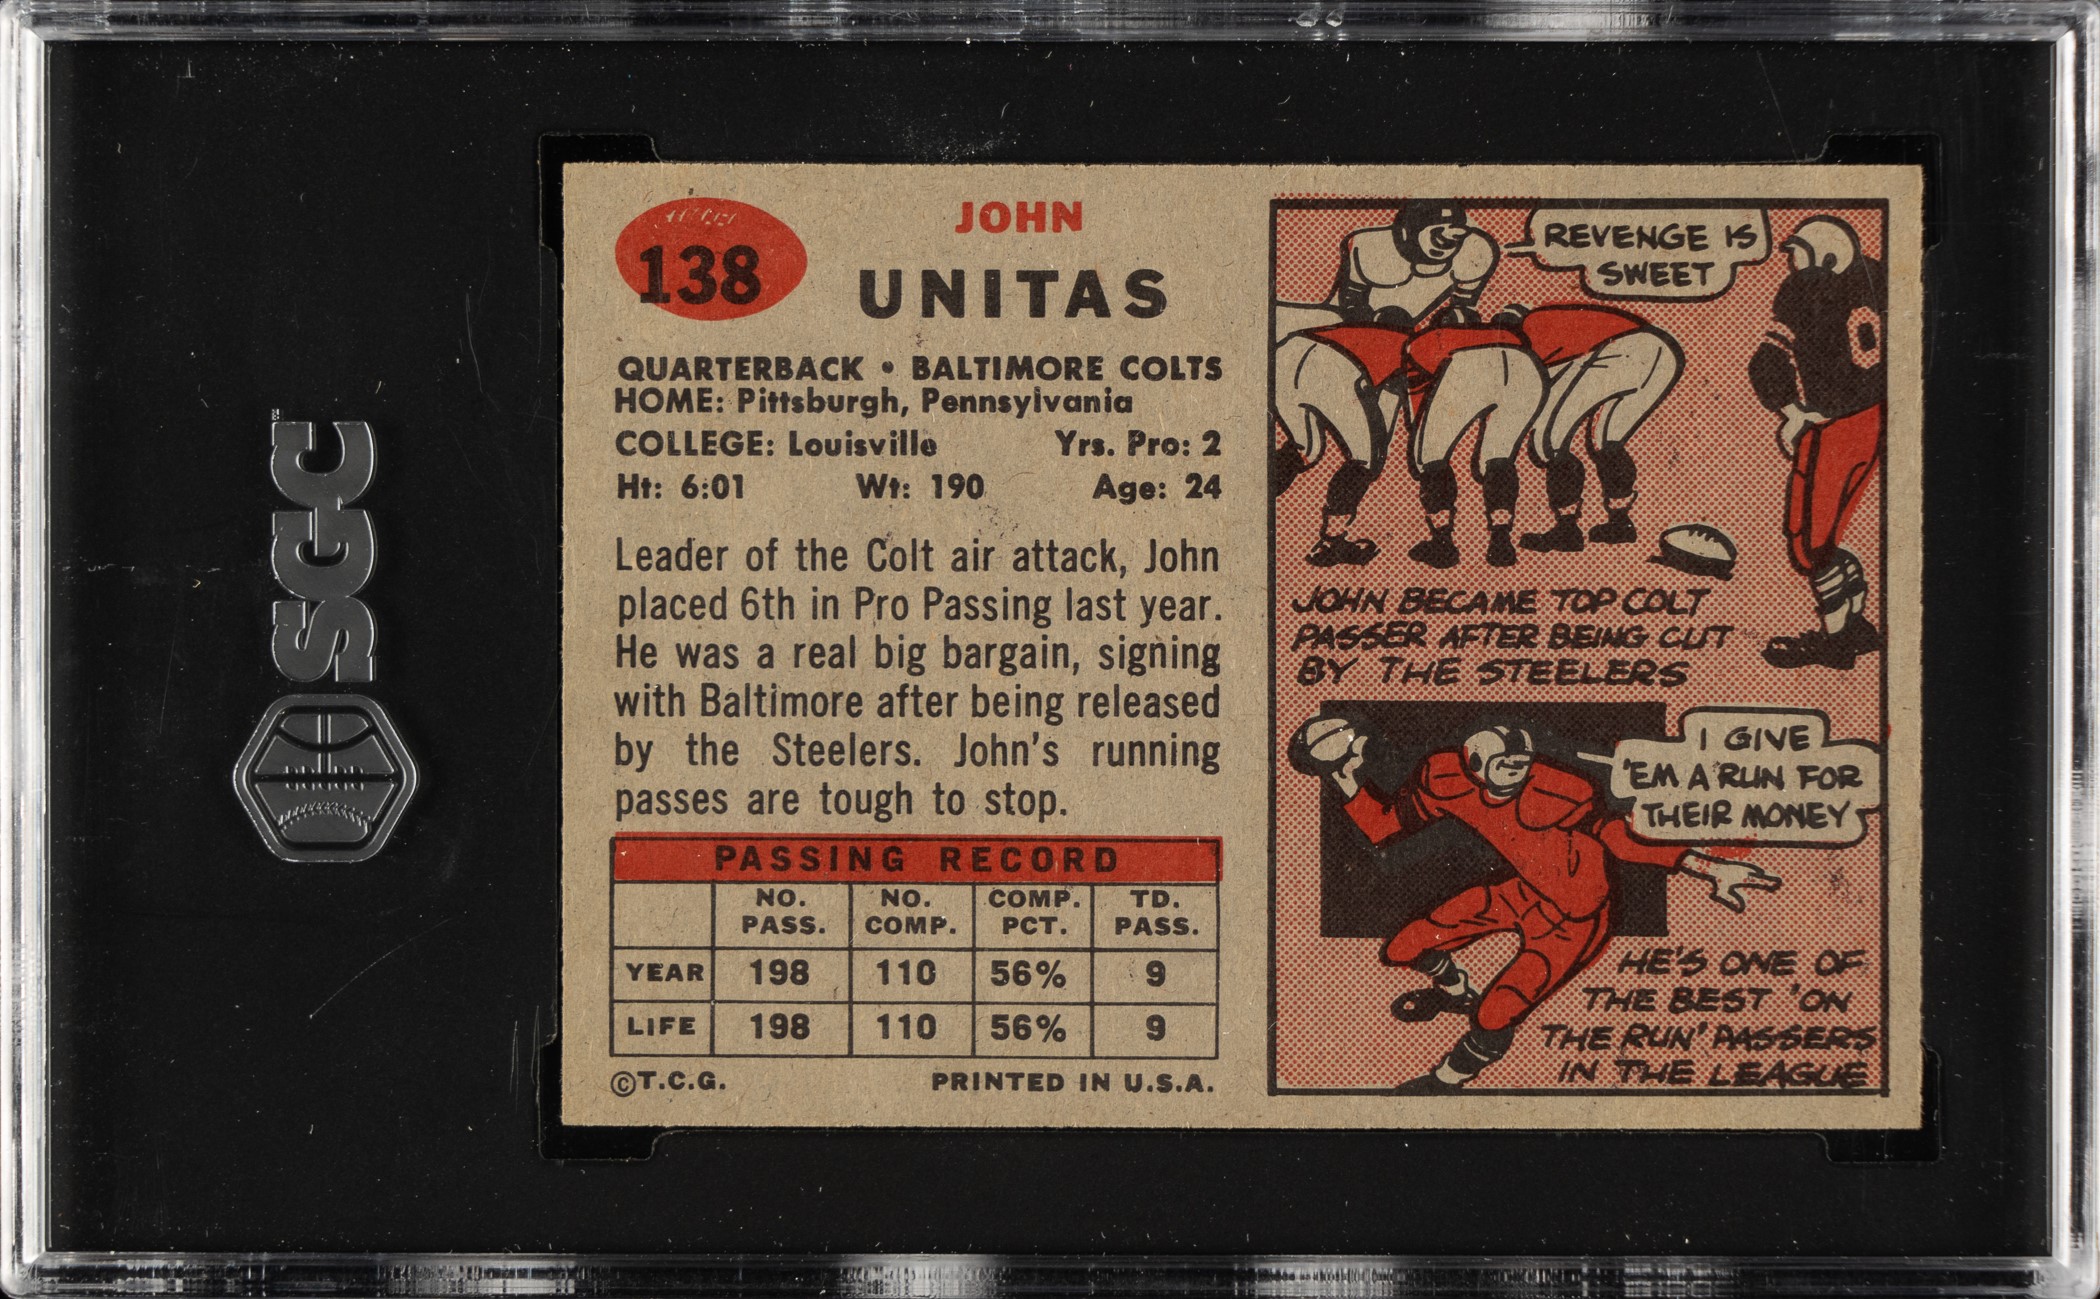 SGC
138
JOHN
UNITAS
QUARTERBACK • BALTIMORE COLTS
HOME: Pittsburgh, Pennsylvania
COLLEGE: Louisville Yrs. Pro: 2
Ht: 6:01 Wt: 190 Age: 24
Leader of the Colt air attack, John
placed 6th in Pro Passing last year.
He was a real big bargain, signing
with Baltimore after being released
by the Steelers. John's running
passes are tough to stop.
PASSING RECORD
NO. PASS. NO. COMP. COMP. PCT. TD. PASS.
YEAR 198 110 56% 9
LIFE 198 110 56% 9
©T.C.G. PRINTED IN U.S.A.
REVENGE IS
SWEET
0
JOHN BECAME TOP COLT
PASSER AFTER BEING CUT
BY THE STEELERS
I GIVE
'EM A RUN FOR
THEIR MONEY
HE'S ONE OF
THE BEST 'ON
THE RUN' PASSERS
IN THE LEAGUE